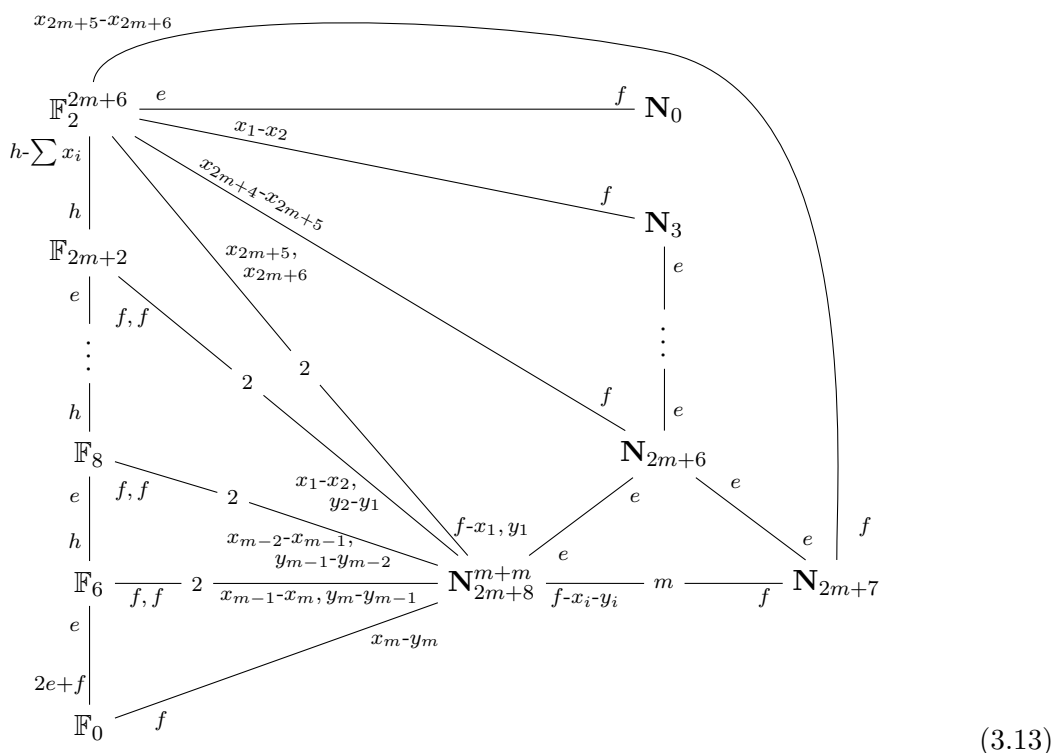 x_{2m+5}-x_{2m+6}
𝔽_2^{2m+6} e f N_0
h-∑ x_i
x_1-x_2
f
N_3
x_{2m+4}-x_{2m+5}
h
𝔽_{2m+2}
x_{2m+5},
x_{2m+6}
e
e
f, f
⋮
⋮
2
2
h
f
e
𝔽_8
N_{2m+6}
e
f, f
2
x_1-x_2,
y_2-y_1
e
e
h
x_{m-2}-x_{m-1},
y_{m-1}-y_{m-2}
f-x_1, y_1
e
e
f
𝔽_6 2 N_{2m+8}^{m+m} m N_{2m+7}
f, f x_{m-1}-x_m, y_m-y_{m-1} f-x_i-y_i f
e
x_m-y_m
2e+f
𝔽_0 f
(3.13)